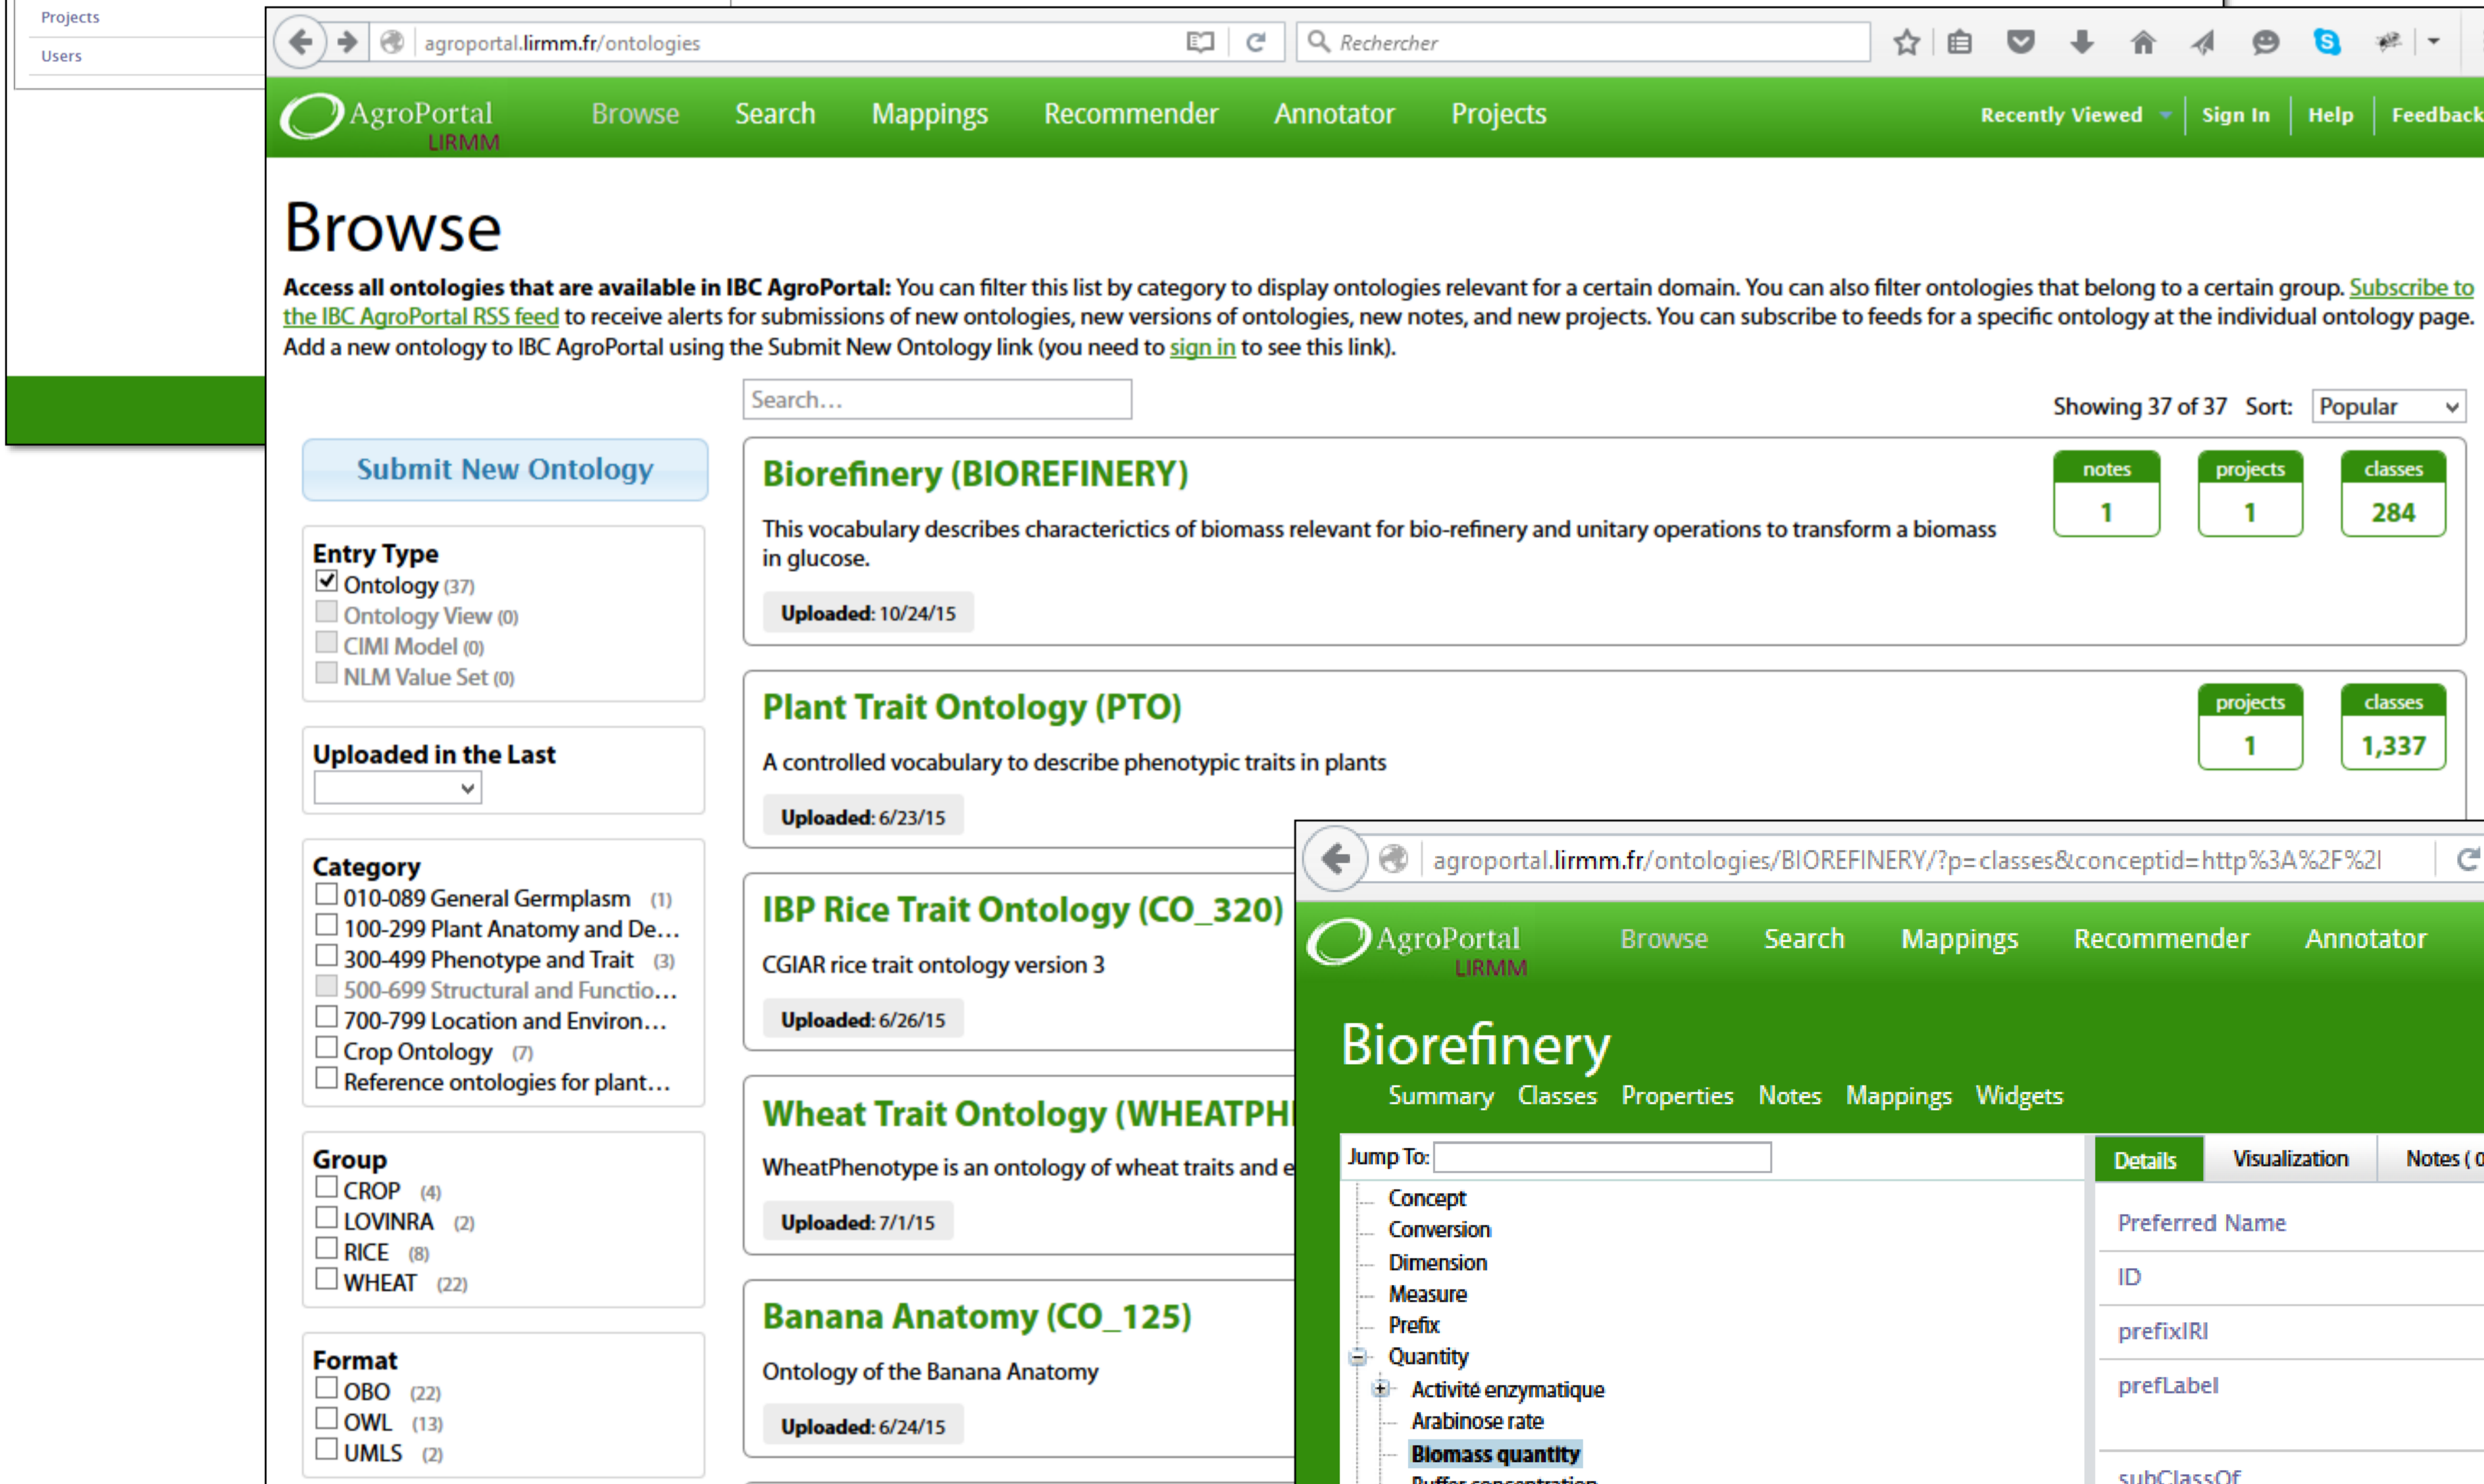 Projects
Users
agroportal.lirmm.fr/ontologies
Rechercher
AgroPortal
LIRMM
Browse
Search
Mappings
Recommender
Annotator
Projects
Recently Viewed
Sign In
Help
Feedback
Browse
Access all ontologies that are available in IBC AgroPortal: You can filter this list by category to display ontologies relevant for a certain domain. You can also filter ontologies that belong to a certain group. Subscribe to
the IBC AgroPortal RSS feed to receive alerts for submissions of new ontologies, new versions of ontologies, new notes, and new projects. You can subscribe to feeds for a specific ontology at the individual ontology page.
Add a new ontology to IBC AgroPortal using the Submit New Ontology link (you need to sign in to see this link).
Search...
Showing 37 of 37 Sort: Popular
Submit New Ontology
Entry Type
Ontology (37)
Ontology View (0)
CIMI Model (0)
NLM Value Set (0)
Uploaded in the Last
Category
010-089 General Germplasm (1)
100-299 Plant Anatomy and De...
300-499 Phenotype and Trait (3)
500-699 Structural and Functio...
700-799 Location and Environ...
Crop Ontology (7)
Reference ontologies for plant...
Group
CROP (4)
LOVINRA (2)
RICE (8)
WHEAT (22)
Format
OBO (22)
OWL (13)
UMLS (2)
Biorefinery (BIOREFINERY)
This vocabulary describes characterictics of biomass relevant for bio-refinery and unitary operations to transform a biomass
in glucose.
Uploaded: 10/24/15
notes
1
projects
1
classes
284
Plant Trait Ontology (PTO)
A controlled vocabulary to describe phenotypic traits in plants
Uploaded: 6/23/15
projects
1
classes
1,337
IBP Rice Trait Ontology (CO_320)
CGIAR rice trait ontology version 3
Uploaded: 6/26/15
Wheat Trait Ontology (WHEATPH
WheatPhenotype is an ontology of wheat traits and e
Uploaded: 7/1/15
Banana Anatomy (CO_125)
Ontology of the Banana Anatomy
Uploaded: 6/24/15
agroportal.lirmm.fr/ontologies/BIOREFINERY/?p=classes&conceptid=http%3A%2F%2
AgroPortal
LIRMM
Browse
Search
Mappings
Recommender
Annotator
Biorefinery
Summary Classes Properties Notes Mappings Widgets
Jump To:
Concept
Conversion
Dimension
Measure
Prefix
Quantity
Activité enzymatique
Arabinose rate
Biomass quantity
Buffer concentration
Details
Visualization
Notes ( 0
Preferred Name
ID
prefixIRI
prefLabel
subClassOf